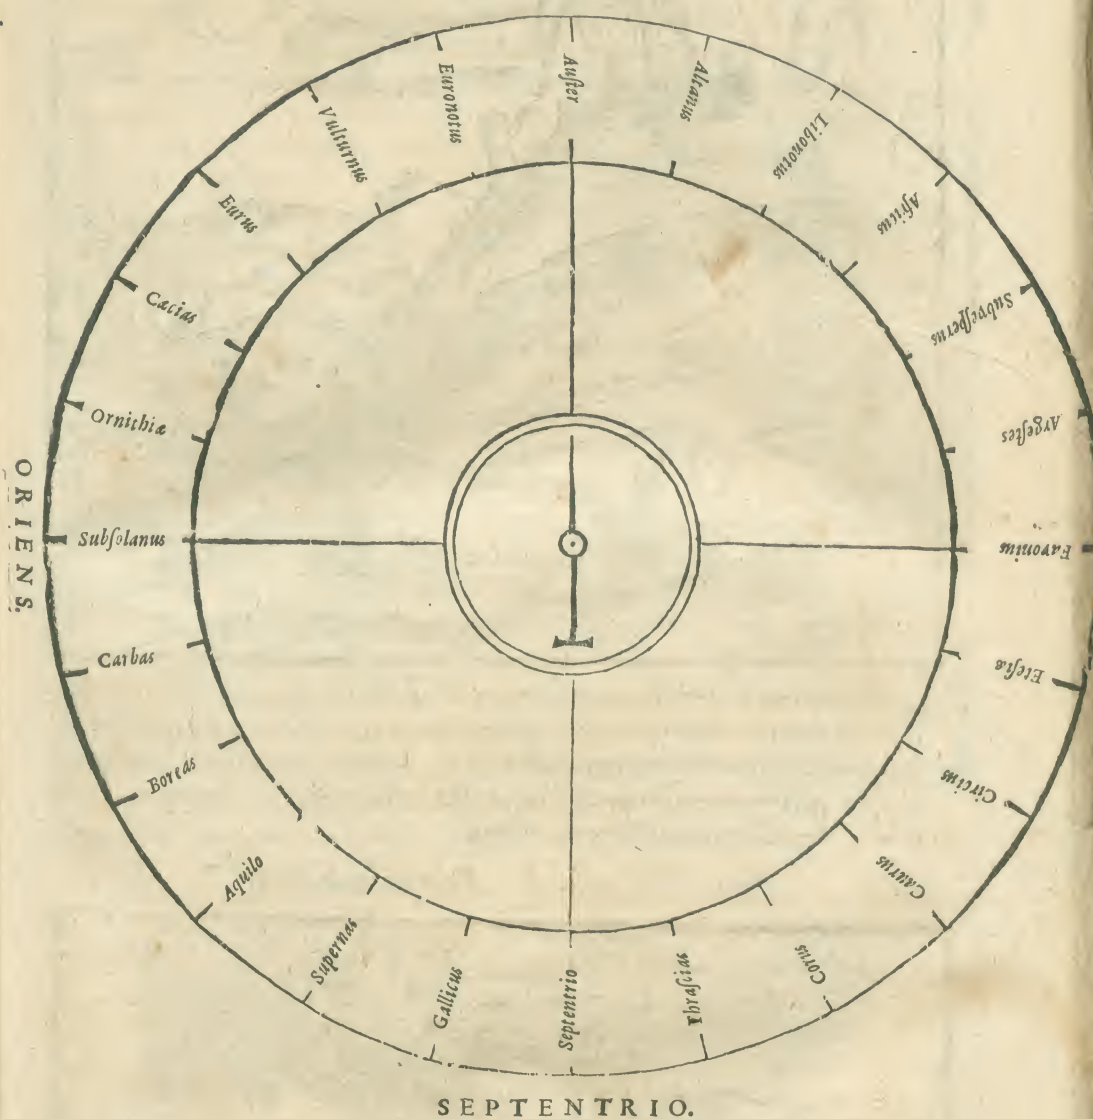 Auſter
Altanus
Libonotus
Africus
Subveſperus
Argeſtes
Favonius
Eteſiæ
Circius
Caurus
Corus
Thraſcias
Septentrio
Gallicus
Supernas
Aquilo
Boreas
Carbas
Subſolanus
Ornithiæ
Cæcias
Eurus
Vulturnus
Euronotus
ORIENS.
SEPTENTRIO.